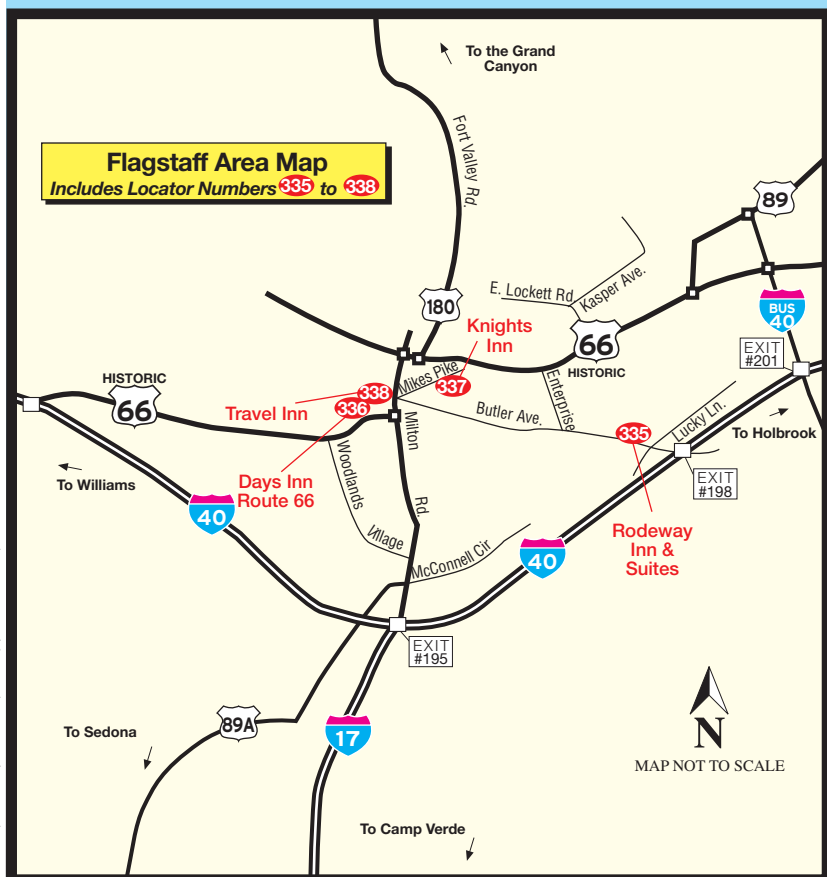 To the Grand
Canyon
Flagstaff Area Map
Includes Locator Numbers 335 to 338
Fort Valley Rd.
89
E. Lockett Rd.
Kasper Ave.
180
BUS
40
Knights
Inn
66
HISTORIC
EXIT
#201
HISTORIC
66
Mikes Pike
337
Enterprise
338
Travel Inn
336
Butler Ave.
Milton
Rd.
335
Lucky Ln.
To Holbrook
Days Inn
Route 66
Woodlands
Village
To Williams
EXIT
#198
40
Rodeway
Inn &
Suites
40
McConnell Cir
EXIT
#195
To Sedona
89A
17
N
MAP NOT TO SCALE
To Camp Verde